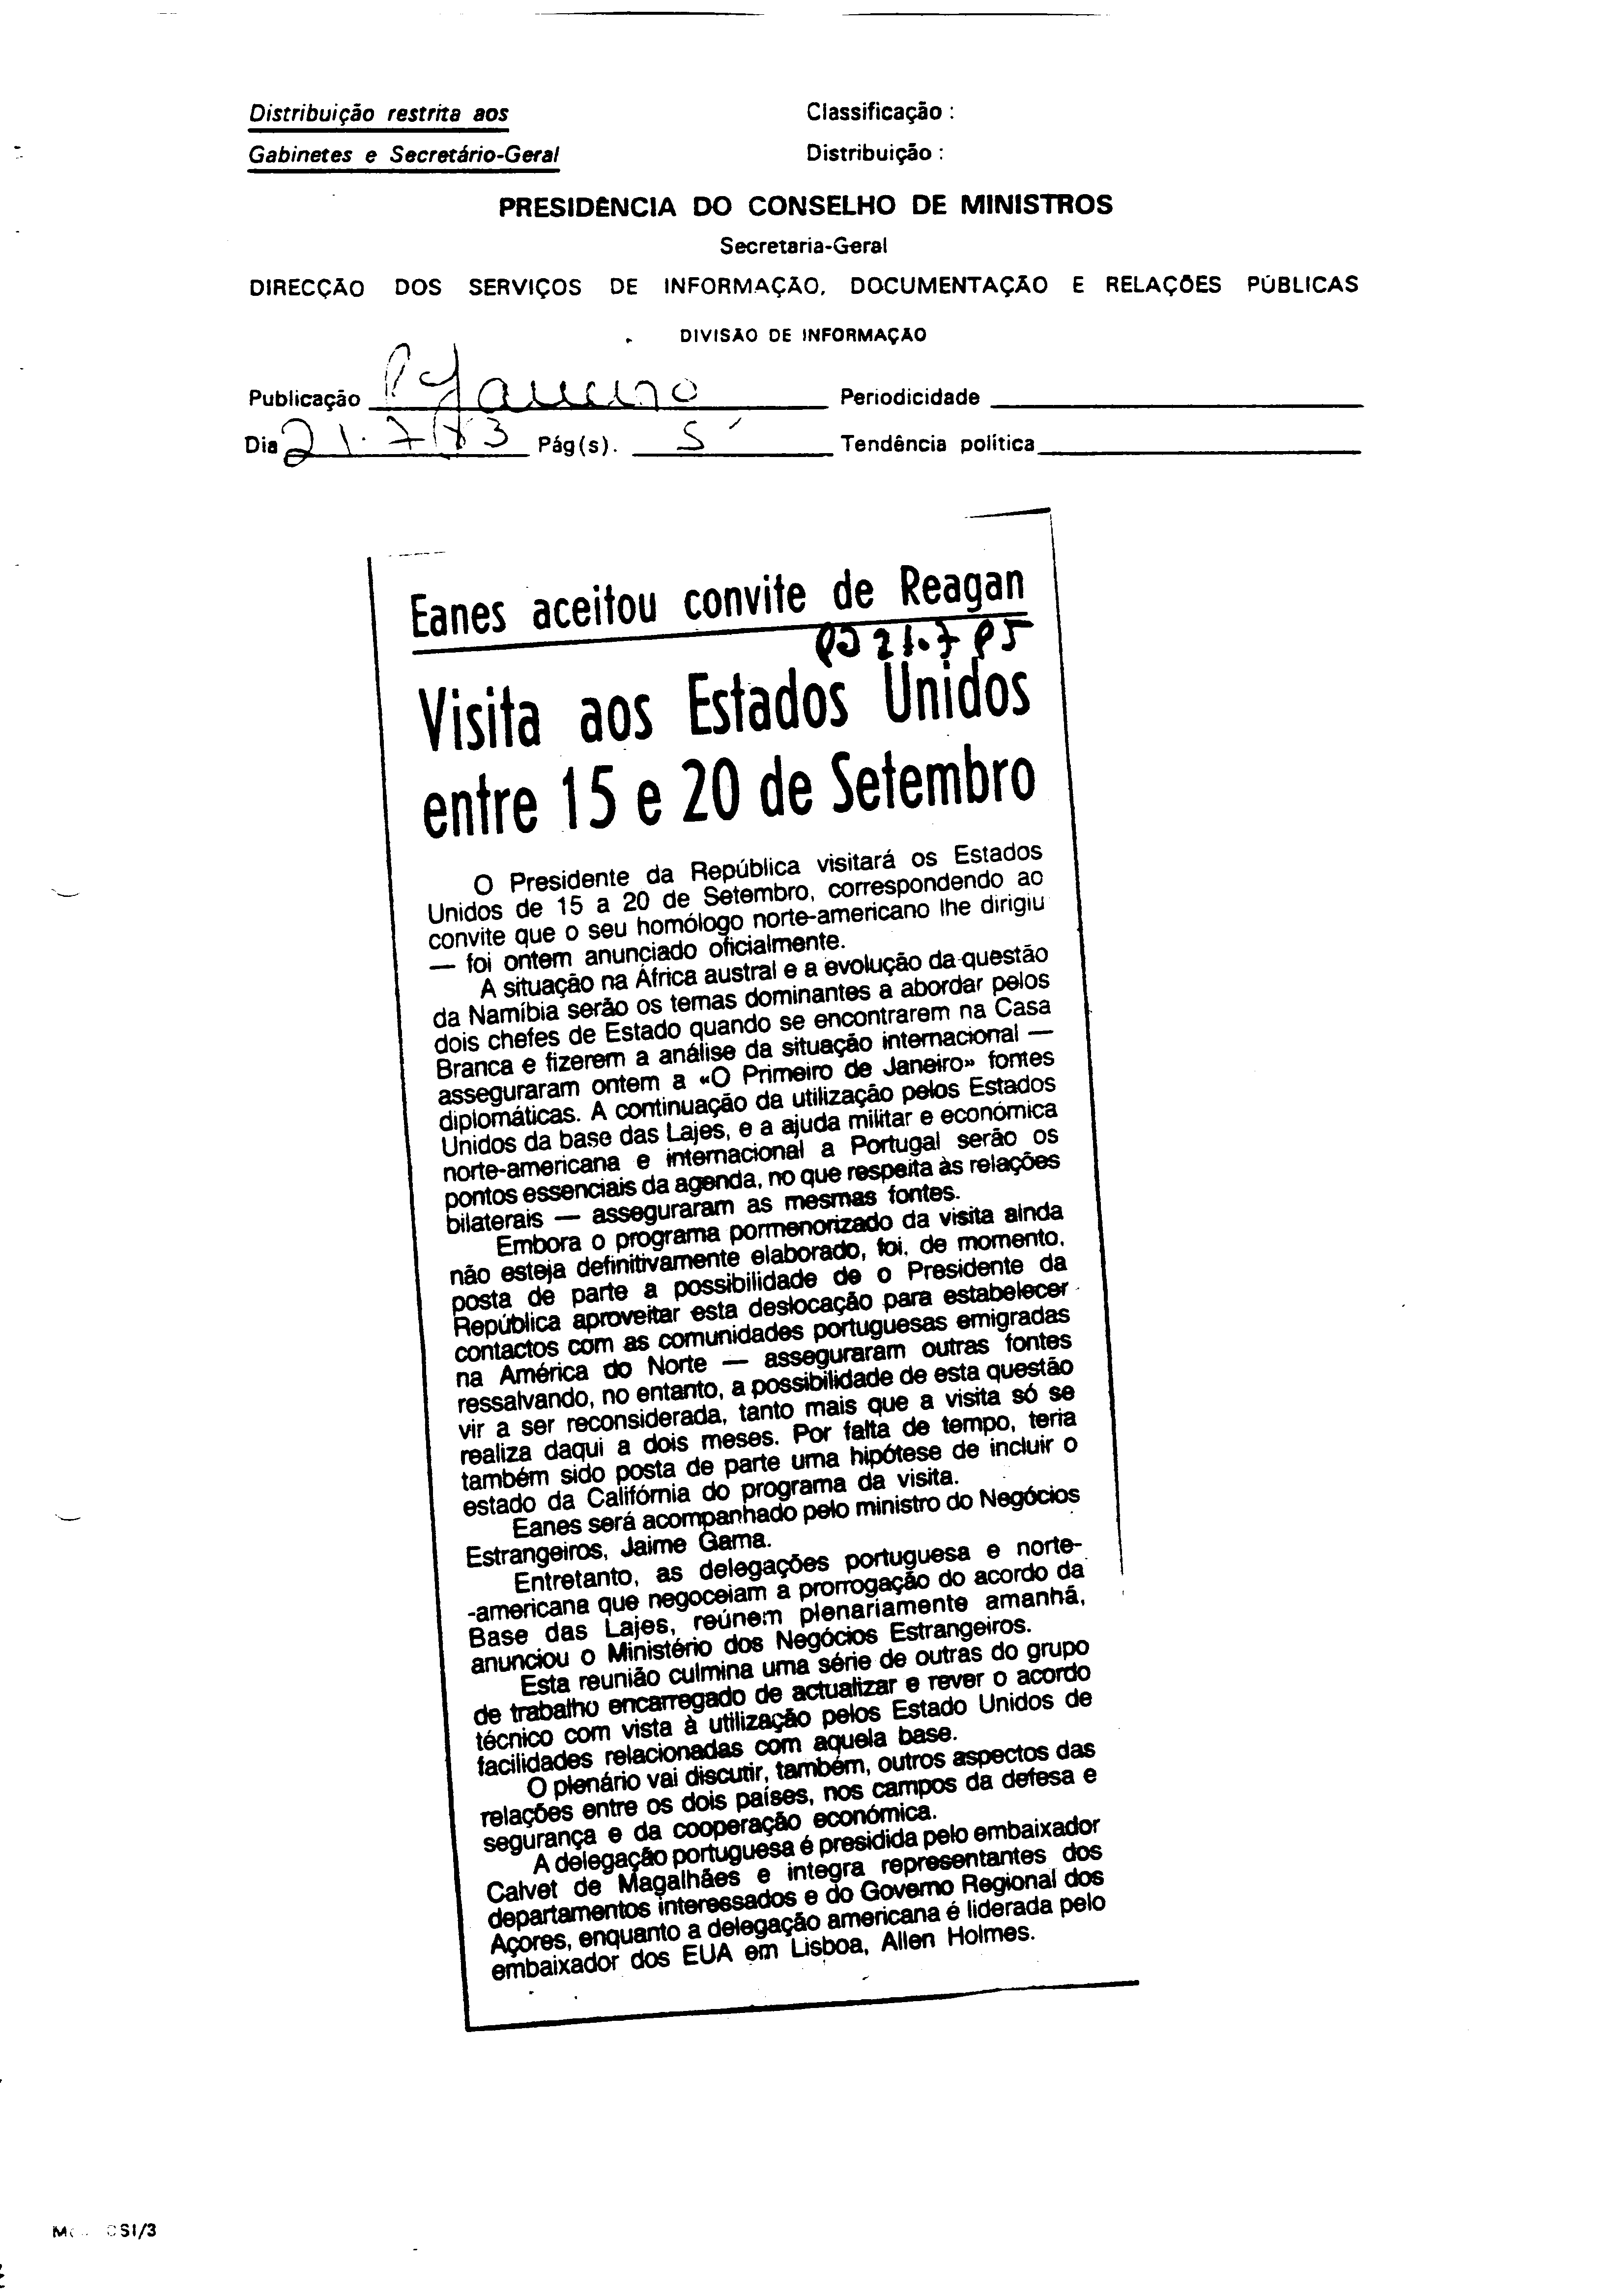 Distribuição restrita aos
Gabinetes e Secretário-Geral
Classificação :
Distribuição :
PRESIDÊNCIA DO CONSELHO DE MINISTROS
Secretaria-Geral
DIRECÇÃO DOS SERVIÇOS DE INFORMAÇÃO, DOCUMENTAÇÃO E RELAÇÕES PÚBLICAS
DIVISÃO DE INFORMAÇÃO
Publicação P Janeiro Periodicidade
Dia 21.7.83 Pág(s). 5 Tendência política
Eanes aceitou convite de Reagan
PJ 21.7 P5
Visita aos Estados Unidos
entre 15 e 20 de Setembro
O Presidente da República visitará os Estados
Unidos de 15 a 20 de Setembro, correspondendo ao
convite que o seu homólogo norte-americano lhe dirigiu
— foi ontem anunciado oficialmente.
A situação na África austral e a evolução da questão
da Namíbia serão os temas dominantes a abordar pelos
dois chefes de Estado quando se encontrarem na Casa
Branca e fizerem a análise da situação internacional —
asseguraram ontem a «O Primeiro de Janeiro» fontes
diplomáticas. A continuação da utilização pelos Estados
Unidos da base das Lajes, e a ajuda militar e económica
norte-americana e internacional a Portugal serão os
pontos essenciais da agenda, no que respeita às relações
bilaterais — asseguraram as mesmas fontes.
Embora o programa pormenorizado da visita ainda
não esteja definitivamente elaborado, foi, de momento,
posta de parte a possibilidade de o Presidente da
República aproveitar esta deslocação para estabelecer
contactos com as comunidades portuguesas emigradas
na América do Norte — asseguraram outras fontes
ressalvando, no entanto, a possibilidade de esta questão
vir a ser reconsiderada, tanto mais que a visita só se
realiza daqui a dois meses. Por falta de tempo, teria
também sido posta de parte uma hipótese de incluir o
estado da Califórnia do programa da visita.
Eanes será acompanhado pelo ministro do Negócios
Estrangeiros, Jaime Gama.
Entretanto, as delegações portuguesa e norte-
-americana que negoceiam a prorrogação do acordo da
Base das Lajes, reúnem plenariamente amanhã,
anunciou o Ministério dos Negócios Estrangeiros.
Esta reunião culmina uma série de outras do grupo
de trabalho encarregado de actualizar e rever o acordo
técnico com vista à utilização pelos Estado Unidos de
facilidades relacionadas com aquela base.
O plenário vai discutir, também, outros aspectos das
relações entre os dois países, nos campos da defesa e
segurança e da cooperação económica.
A delegação portuguesa é presidida pelo embaixador
Calvet de Magalhães e integra representantes dos
departamentos interessados e do Governo Regional dos
Açores, enquanto a delegação americana é liderada pelo
embaixador dos EUA em Lisboa, Allen Holmes.
SI/3